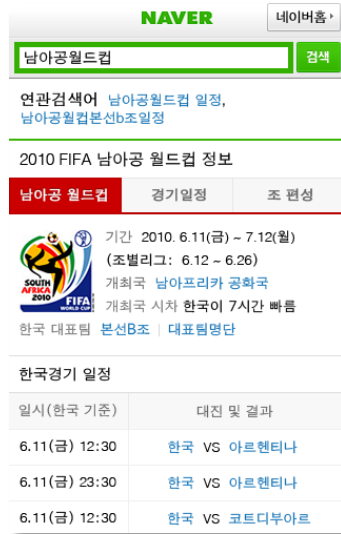 NAVER
네이버홈
남아공월드컵
검색
연관검색어 남아공월드컵 일정,
남아공월컵본선b조일정
2010 FIFA 남아공 월드컵 정보
남아공 월드컵 경기일정 조 편성
기간 2010. 6.11(금) ~ 7.12(월)
(조별리그: 6.12 ~ 6.26)
개최국 남아프리카 공화국
개최국 시차 한국이 7시간 빠름
SOUTH
AFRICA
2010
FIFA
WORLD CUP
한국 대표팀 본선B조 | 대표팀명단
한국경기 일정
일시(한국 기준) 대진 및 결과
6.11(금) 12:30 한국 VS 아르헨티나
6.11(금) 23:30 한국 VS 아르헨티나
6.11(금) 12:30 한국 VS 코트디부아르